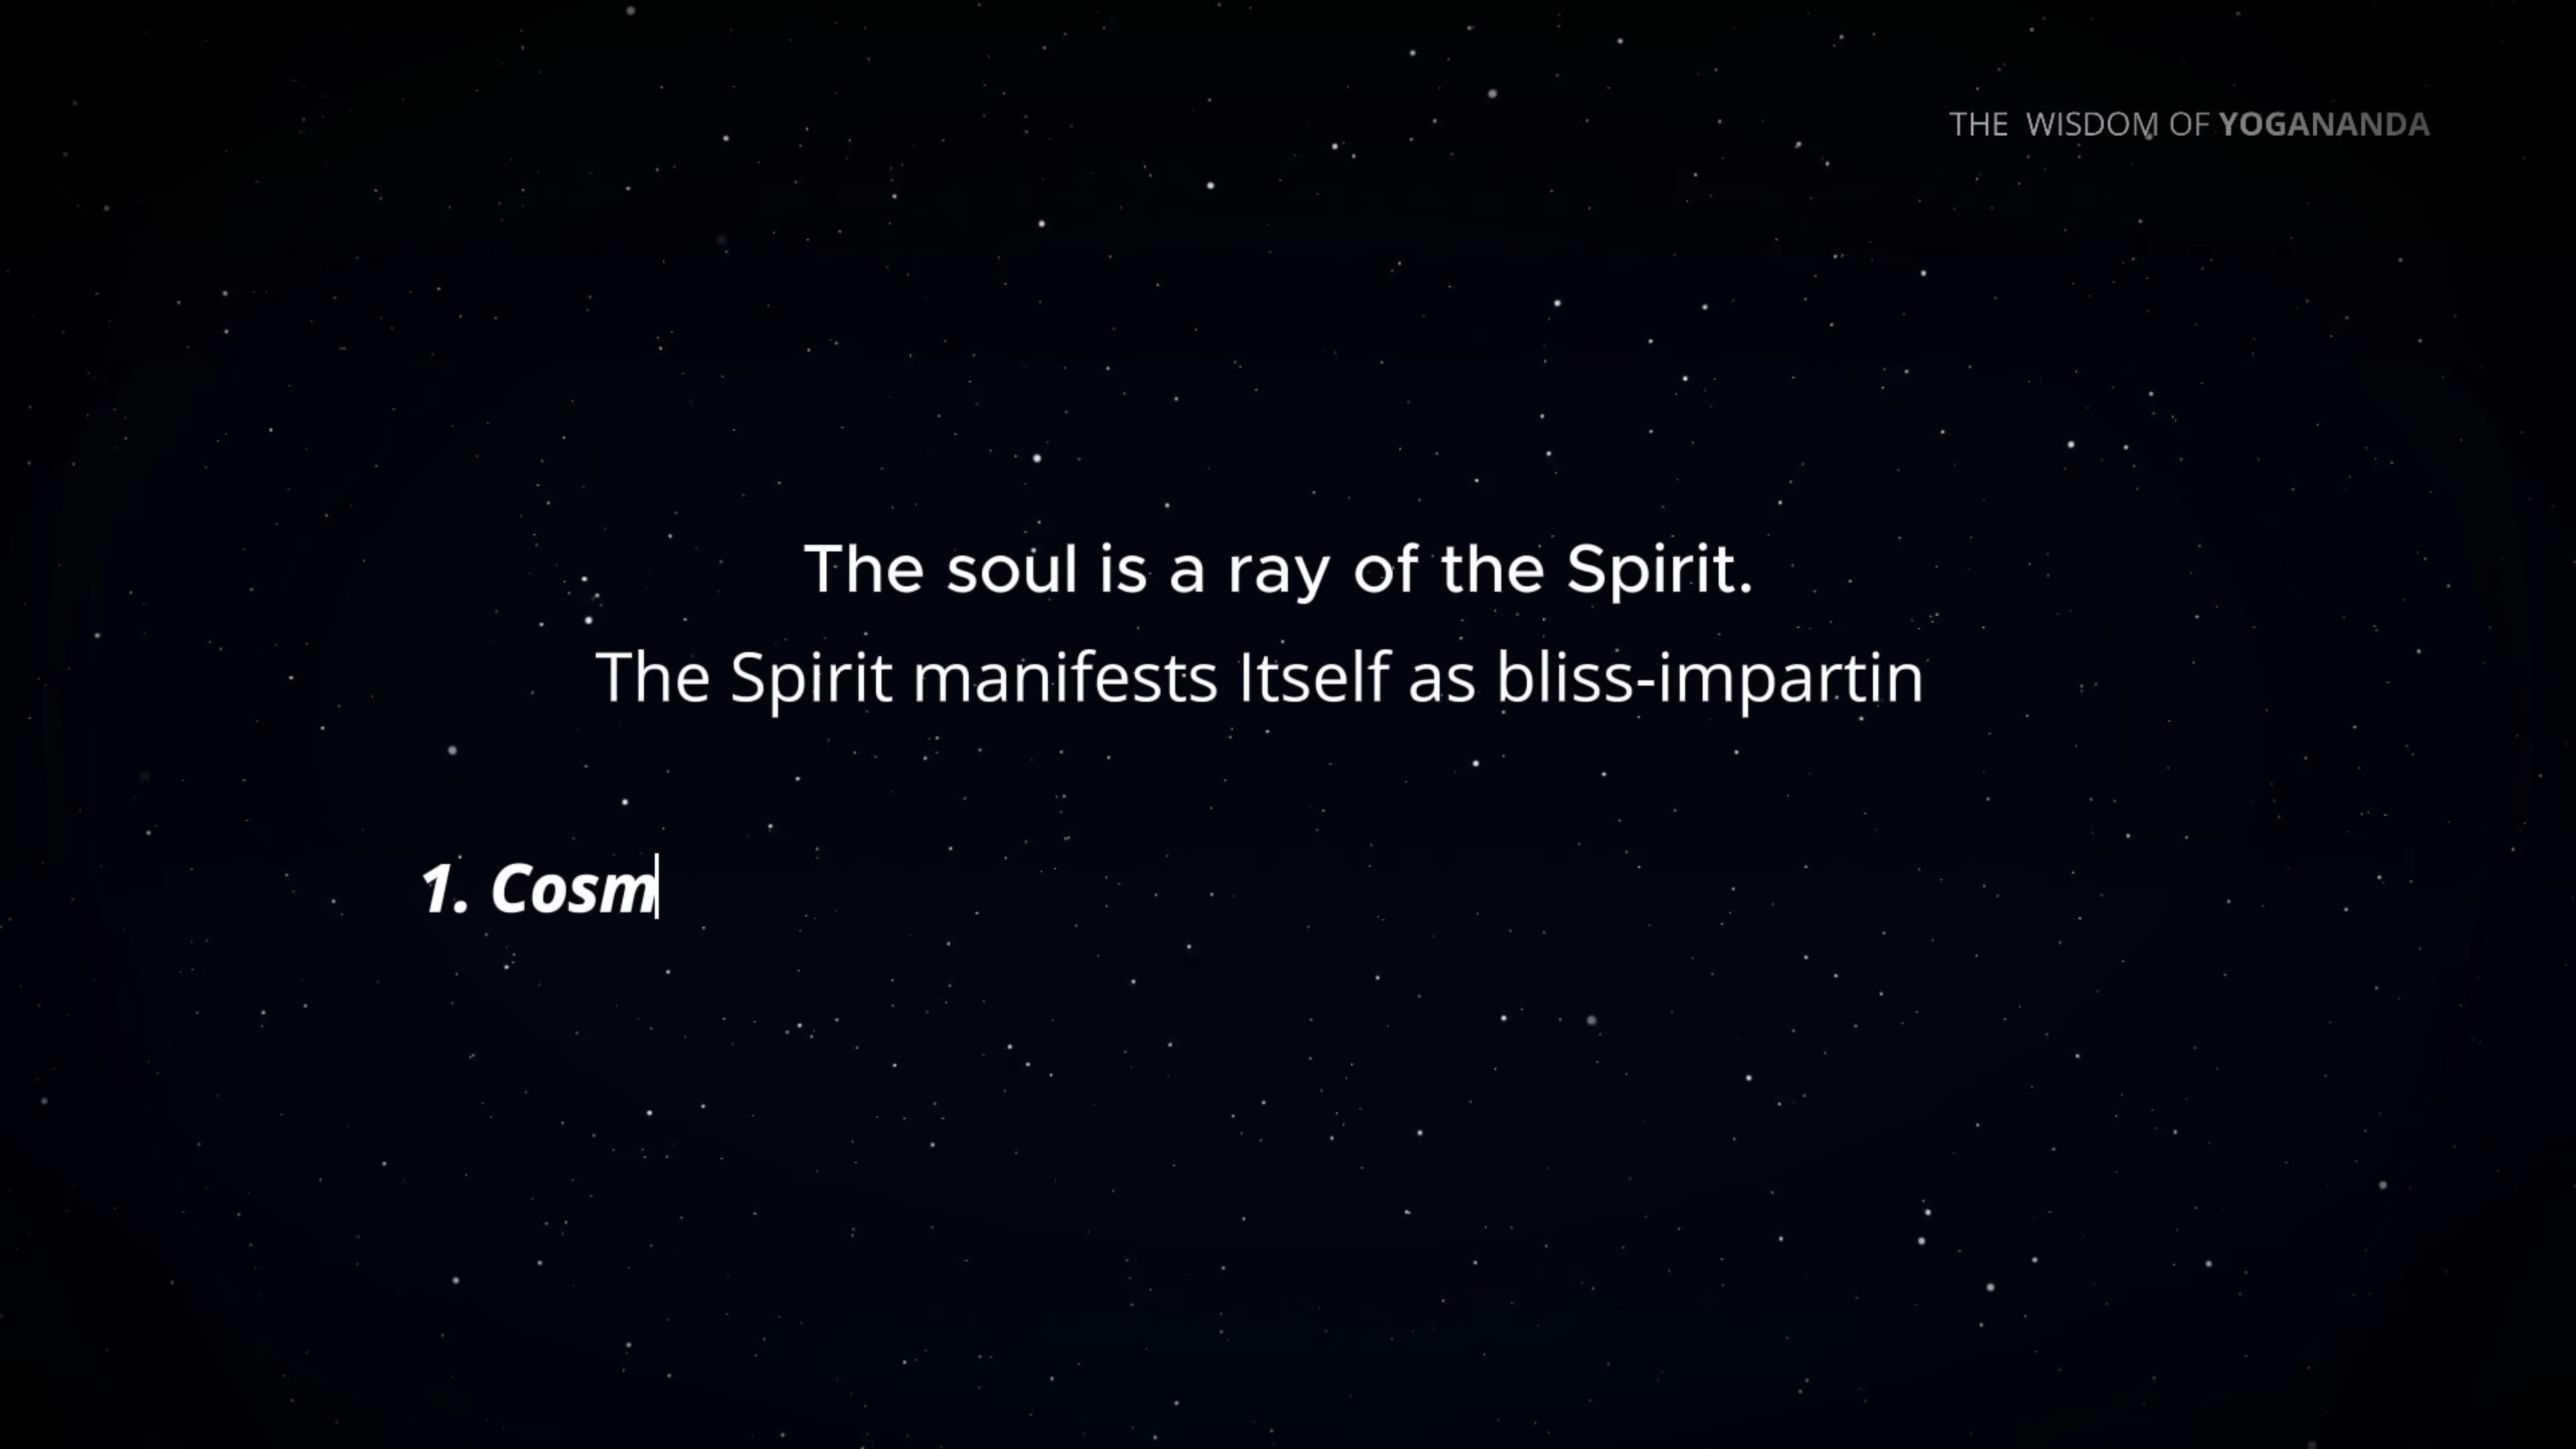 THE WISDOM OF YOGANANDA
The soul is a ray of the Spirit.
The Spirit manifests Itself as bliss-impartin
1. Cosm